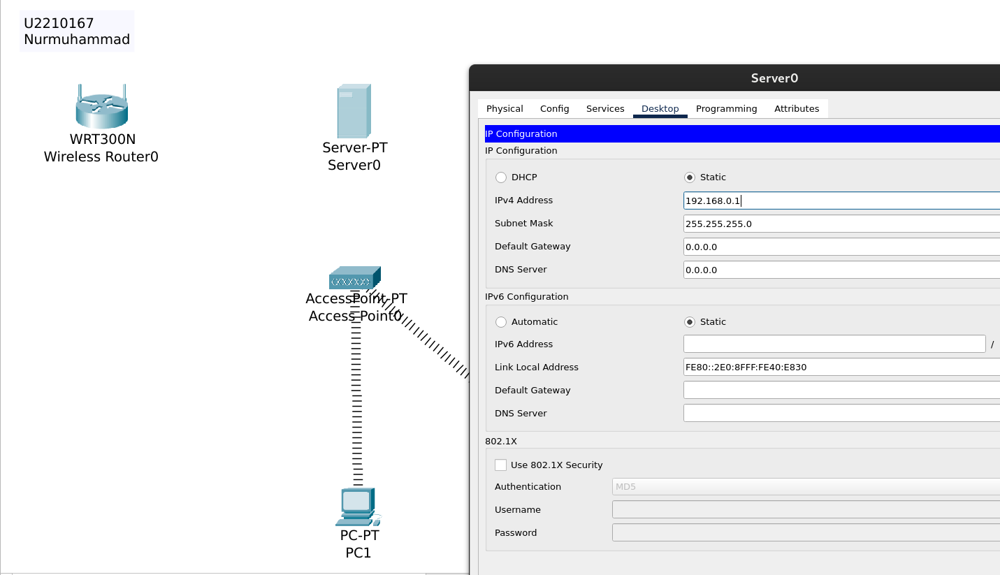 U2210167
Nurmuhammad
WRT300N
Wireless Router0
Server-PT
Server0
AccessPoint-PT
Access Point0
PC-PT
PC1
Server0
Physical Config Services Desktop Programming Attributes
IP Configuration
IP Configuration
DHCP Static
IPv4 Address 192.168.0.1
Subnet Mask 255.255.255.0
Default Gateway 0.0.0.0
DNS Server 0.0.0.0
IPv6 Configuration
Automatic Static
IPv6 Address /
Link Local Address FE80::2E0:8FFF:FE40:E830
Default Gateway
DNS Server
802.1X
Use 802.1X Security
Authentication MD5
Username
Password